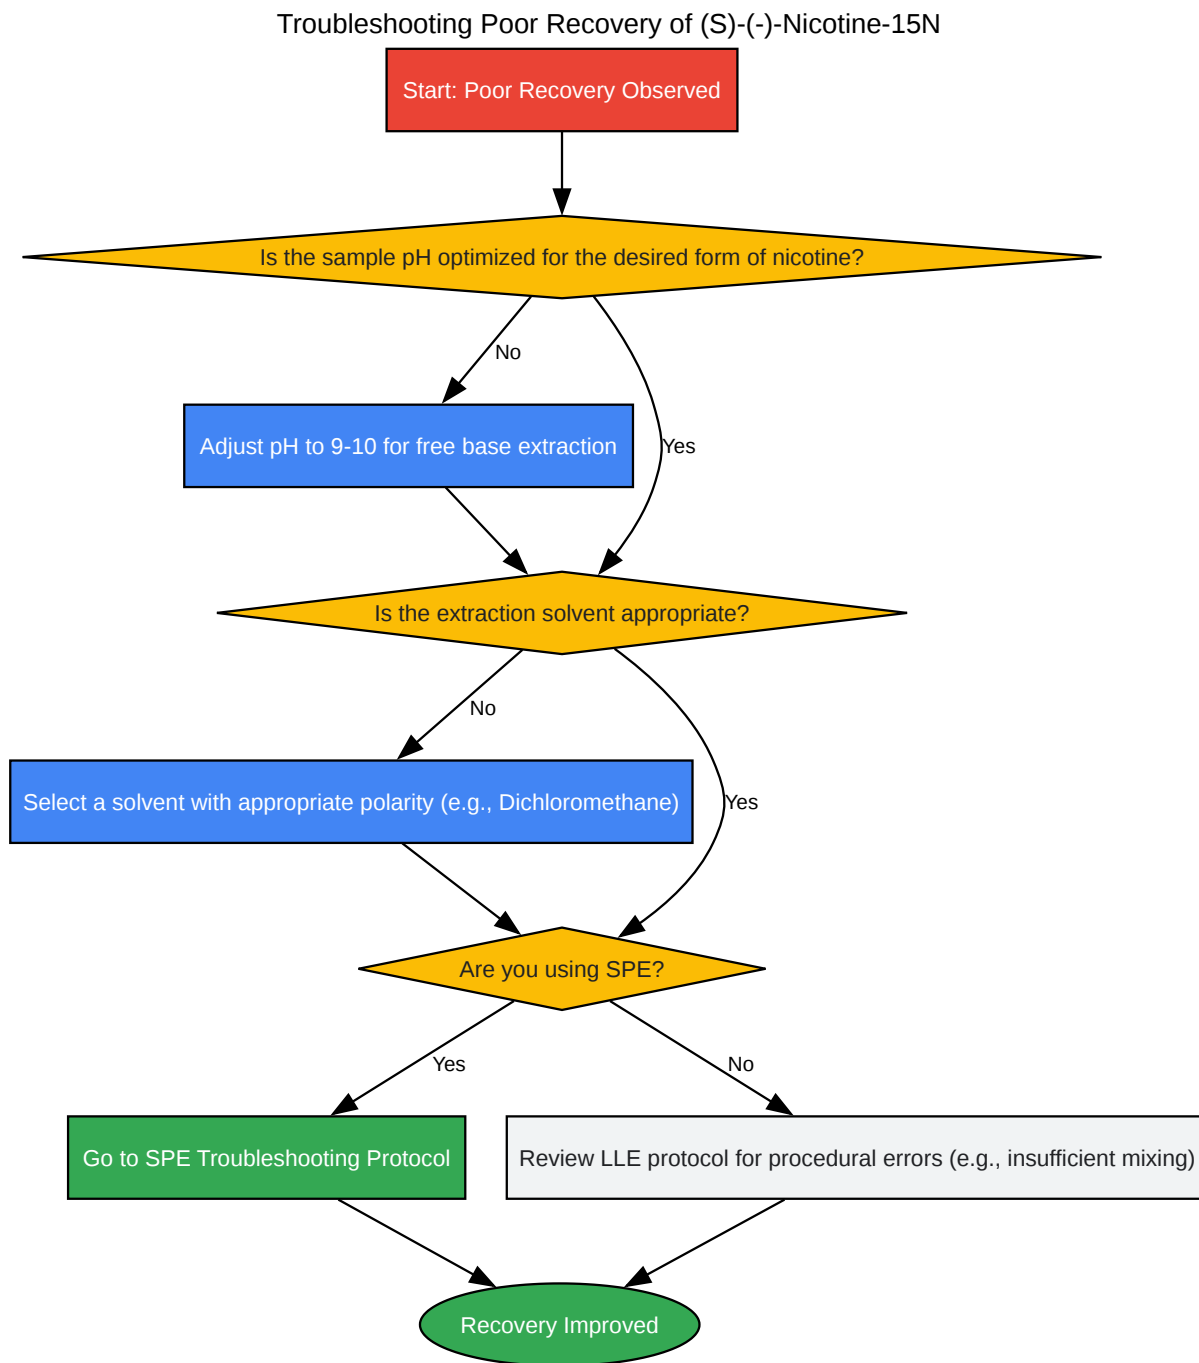 Troubleshooting Poor Recovery of (S)-(-)-Nicotine-15N
Start: Poor Recovery Observed
Is the sample pH optimized for the desired form of nicotine?
No
Adjust pH to 9-10 for free base extraction
Yes
Is the extraction solvent appropriate?
No
Select a solvent with appropriate polarity (e.g., Dichloromethane)
Yes
Are you using SPE?
Yes
No
Go to SPE Troubleshooting Protocol
Review LLE protocol for procedural errors (e.g., insufficient mixing)
Recovery Improved